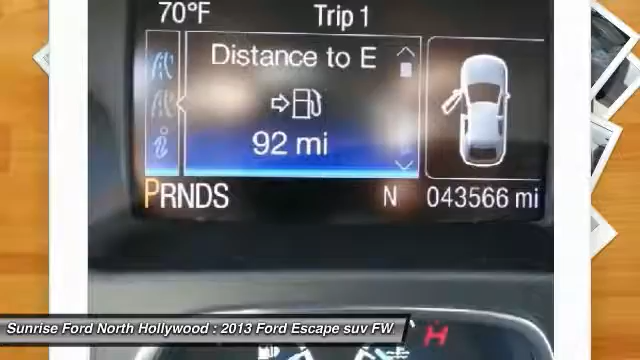 70°F Trip 1
Distance to E
92 mi
PRNDS N 043566 mi
Sunrise Ford North Hollywood : 2013 Ford Escape suv FW
H